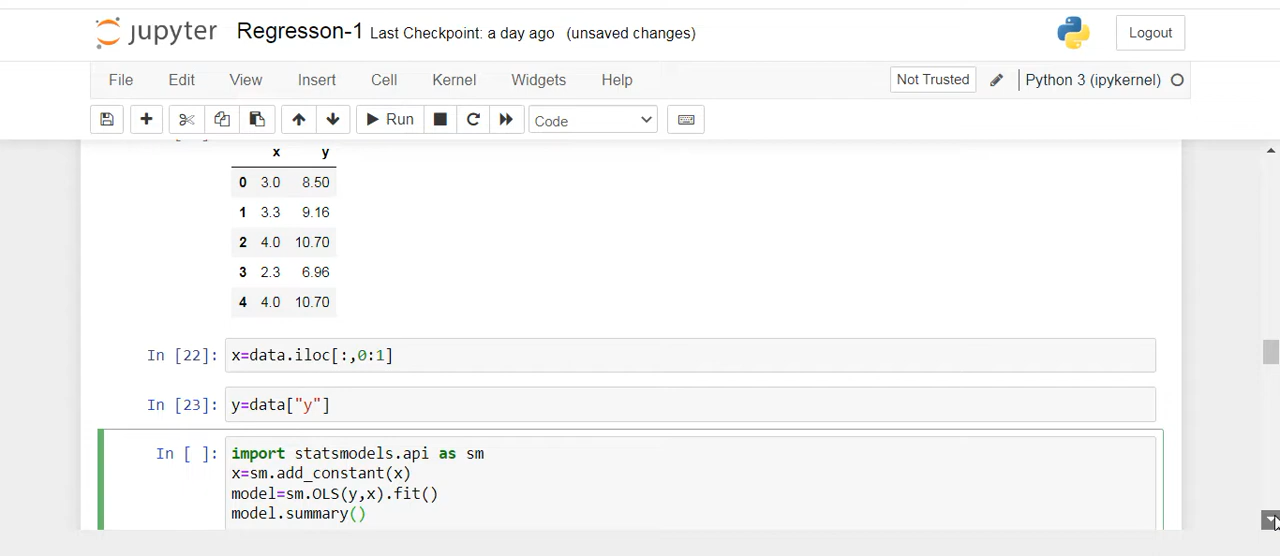 jupyter Regresson-1 Last Checkpoint: a day ago (unsaved changes) Logout
File Edit View Insert Cell Kernel Widgets Help Not Trusted Python 3 (ipykernel)
Run Code
x y
0 3.0 8.50
1 3.3 9.16
2 4.0 10.70
3 2.3 6.96
4 4.0 10.70
In [22]: x=data.iloc[:,0:1]
In [23]: y=data["y"]
In [ ]: import statsmodels.api as sm
x=sm.add_constant(x)
model=sm.OLS(y,x).fit()
model.summary()